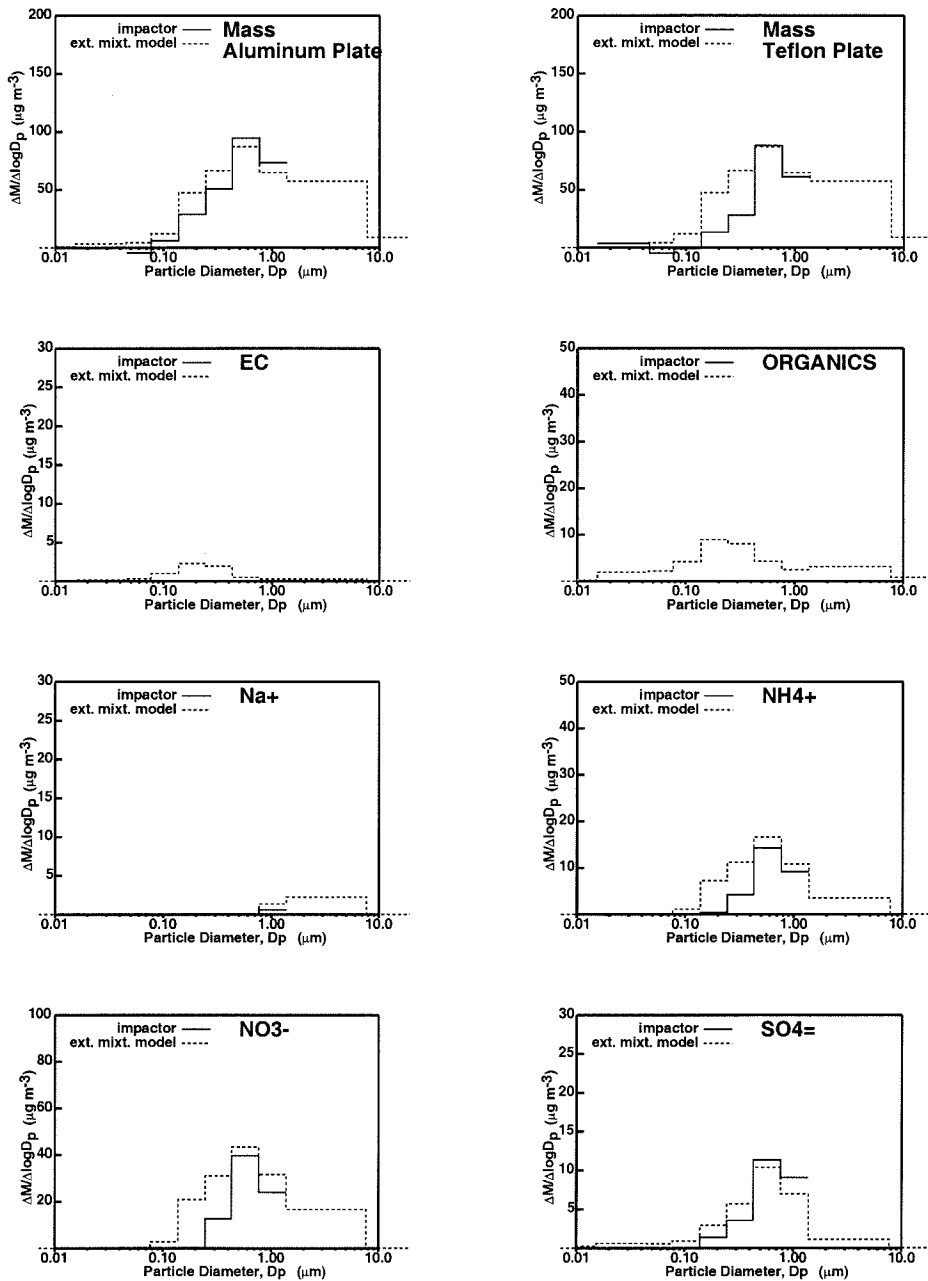 impactor Mass
ext. mixt. model Aluminum Plate
200
150
100
50
ΔM/ΔlogDp (μg m-3)
0.01 0.10 1.00 10.0
Particle Diameter, Dp (μm)
impactor Mass
ext. mixt. model Teflon Plate
200
150
100
50
ΔM/ΔlogDp (μg m-3)
0.01 0.10 1.00 10.0
Particle Diameter, Dp (μm)
impactor EC
ext. mixt. model
30
25
20
15
10
5
ΔM/ΔlogDp (μg m-3)
0.01 0.10 1.00 10.0
Particle Diameter, Dp (μm)
impactor ORGANICS
ext. mixt. model
50
40
30
20
10
ΔM/ΔlogDp (μg m-3)
0.01 0.10 1.00 10.0
Particle Diameter, Dp (μm)
impactor Na+
ext. mixt. model
30
25
20
15
10
5
ΔM/ΔlogDp (μg m-3)
0.01 0.10 1.00 10.0
Particle Diameter, Dp (μm)
impactor NH4+
ext. mixt. model
50
40
30
20
10
ΔM/ΔlogDp (μg m-3)
0.01 0.10 1.00 10.0
Particle Diameter, Dp (μm)
impactor NO3-
ext. mixt. model
100
80
60
40
20
ΔM/ΔlogDp (μg m-3)
0.01 0.10 1.00 10.0
Particle Diameter, Dp (μm)
impactor SO4=
ext. mixt. model
30
25
20
15
10
5
ΔM/ΔlogDp (μg m-3)
0.01 0.10 1.00 10.0
Particle Diameter, Dp (μm)